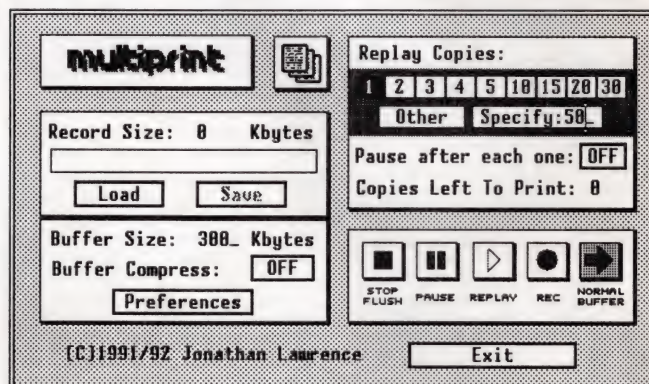 multiprint
Record Size: 0 Kbytes
Load Save
Buffer Size: 300_ Kbytes
Buffer Compress: OFF
Preferences
(C)1991/92 Jonathan Lawrence
Replay Copies:
1 2 3 4 5 10 15 20 30
Other Specify:50_
Pause after each one: OFF
Copies Left To Print: 0
STOP FLUSH PAUSE REPLAY REC NORMAL BUFFER
Exit